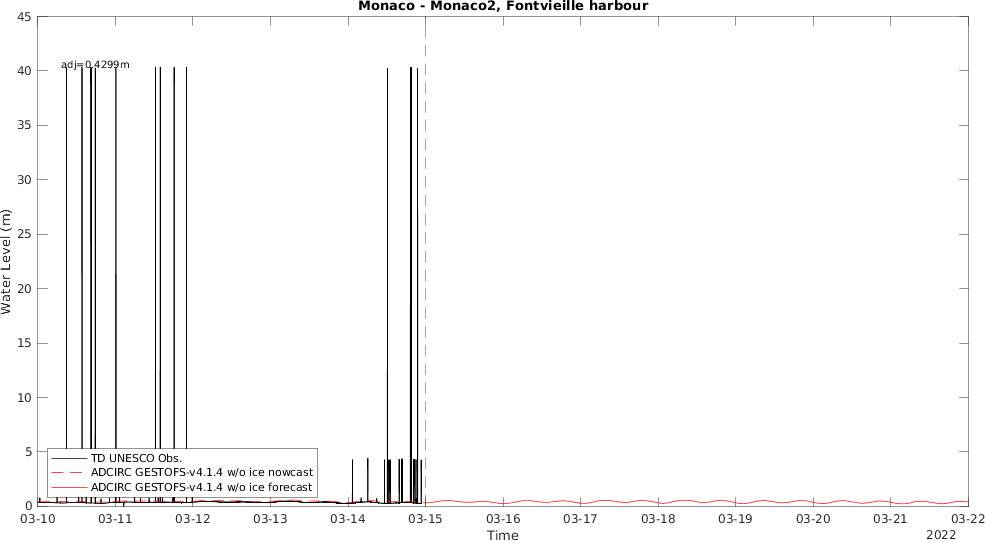 Monaco - Monaco2, Fontvieille harbour
45
40
35
30
25
20
15
10
5
0
Water Level (m)
adj=0.4299m
TD UNESCO Obs.
ADCIRC GESTOFS-v4.1.4 w/o ice nowcast
ADCIRC GESTOFS-v4.1.4 w/o ice forecast
03-10 03-11 03-12 03-13 03-14 03-15 03-16 03-17 03-18 03-19 03-20 03-21 03-22
Time
2022